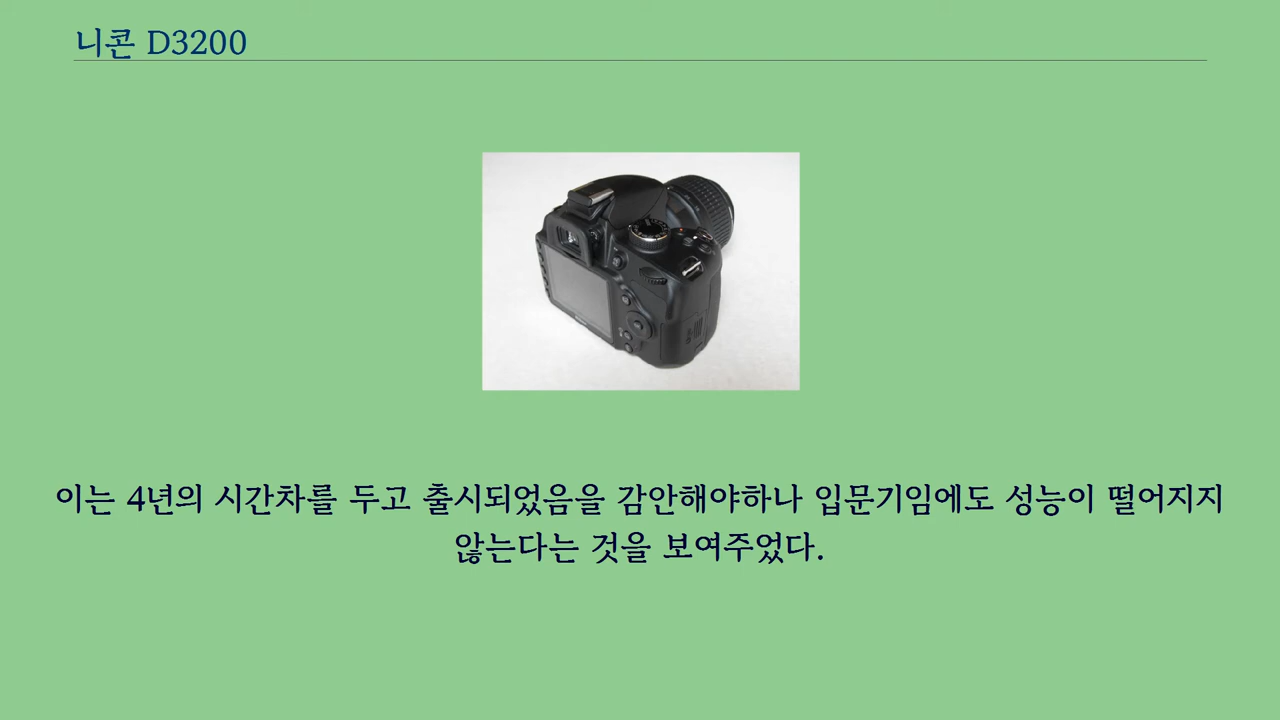 니콘 D3200
이는 4년의 시간차를 두고 출시되었음을 감안해야하나 입문기임에도 성능이 떨어지지
않는다는 것을 보여주었다.